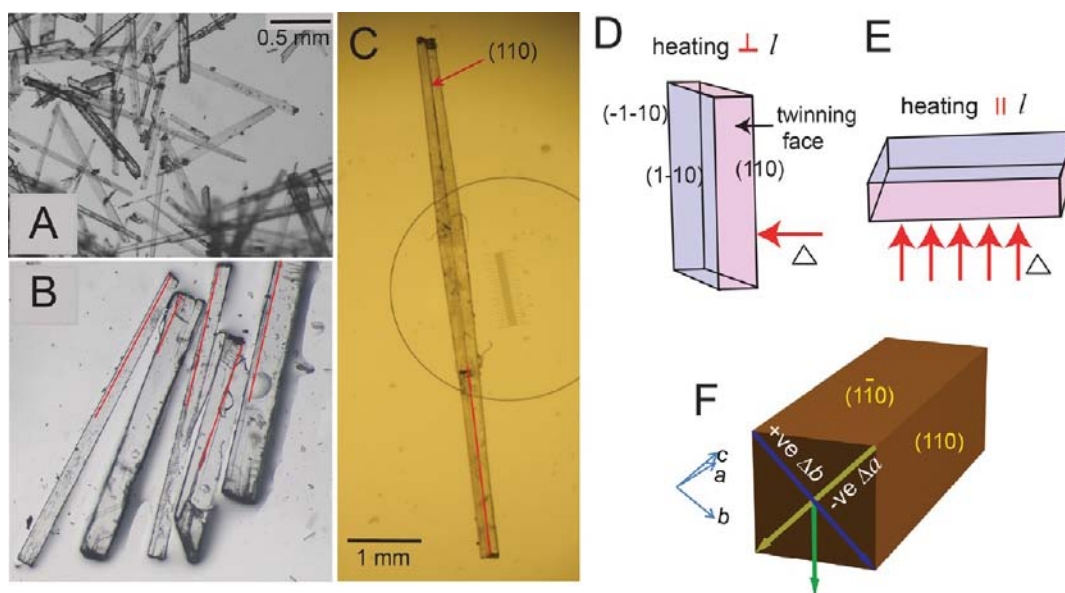 A
0.5 mm
B
C
(110)
1 mm
D
heating ⊥ l
(-1-10)
twinning
face
(1-10)
(110)
△
E
heating || l
△
F
(11̅0)
(110)
+ve Δb
-ve Δa
c
a
b